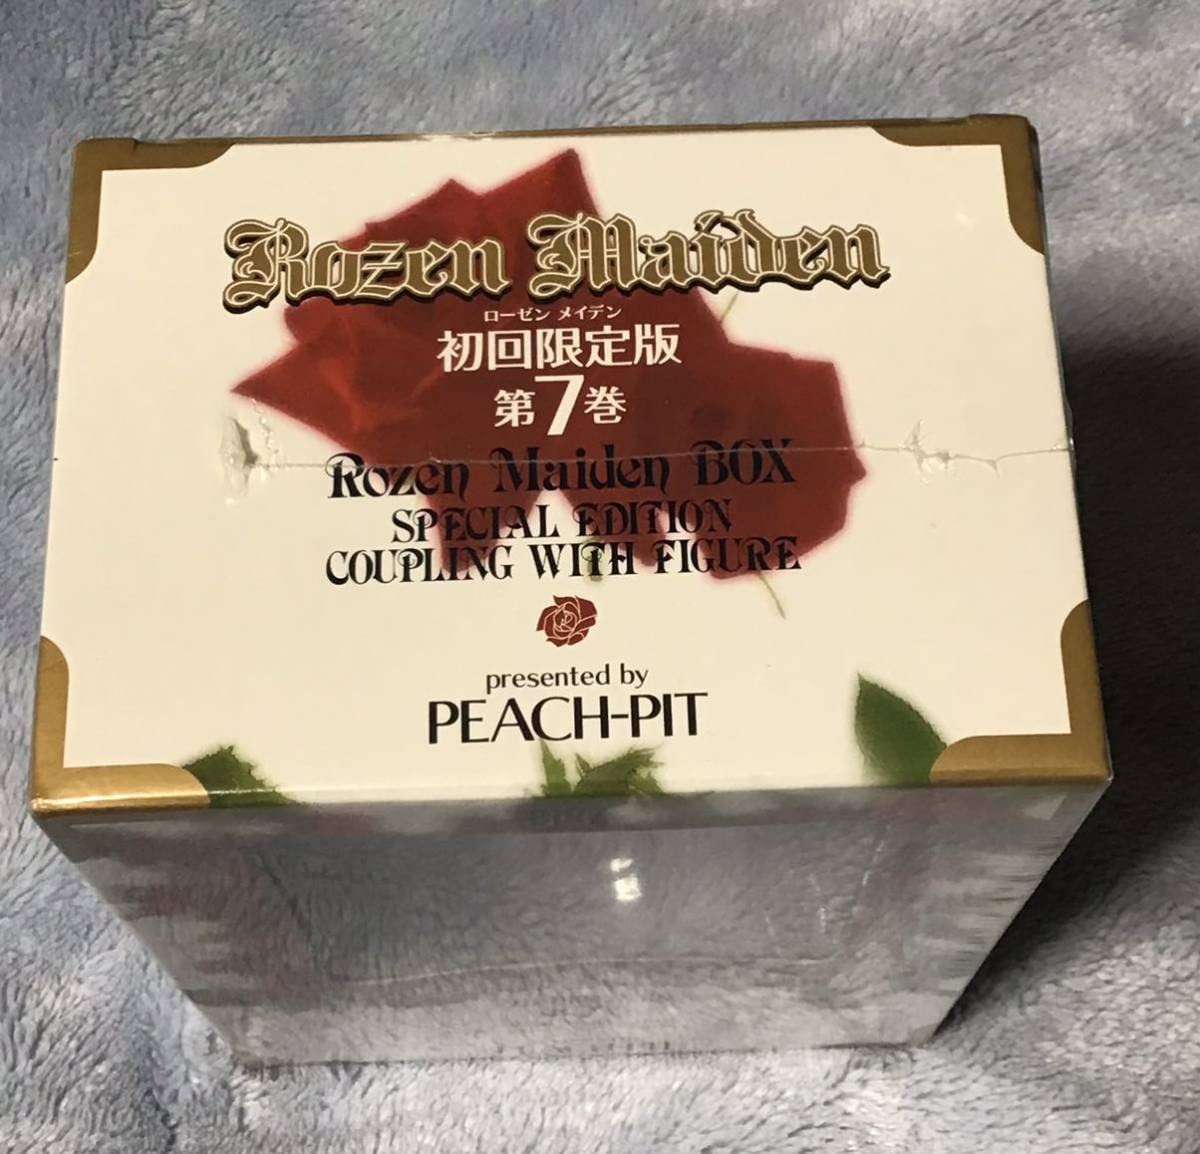 Rozen Maiden
ローゼン メイデン
初回限定版
第7巻
Rozen Maiden BOX
SPECIAL EDITION
COUPLING WITH FIGURE
presented by
PEACH-PIT